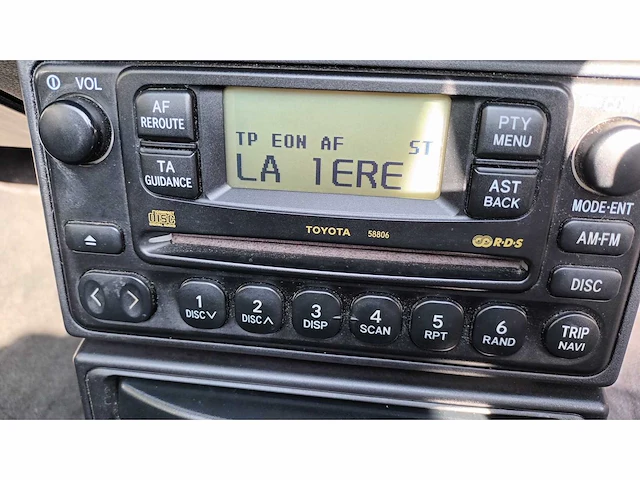 VOL
AF
REROUTE
TA
GUIDANCE
TP EON AF ST
LA 1ERE
PTY
MENU
AST
BACK
MODE·ENT
DISC
TOYOTA 58806
R·D·S
AM·FM
DISC
1
DISC
2
DISC
3
DISP
4
SCAN
5
RPT
6
RAND
TRIP
NAVI